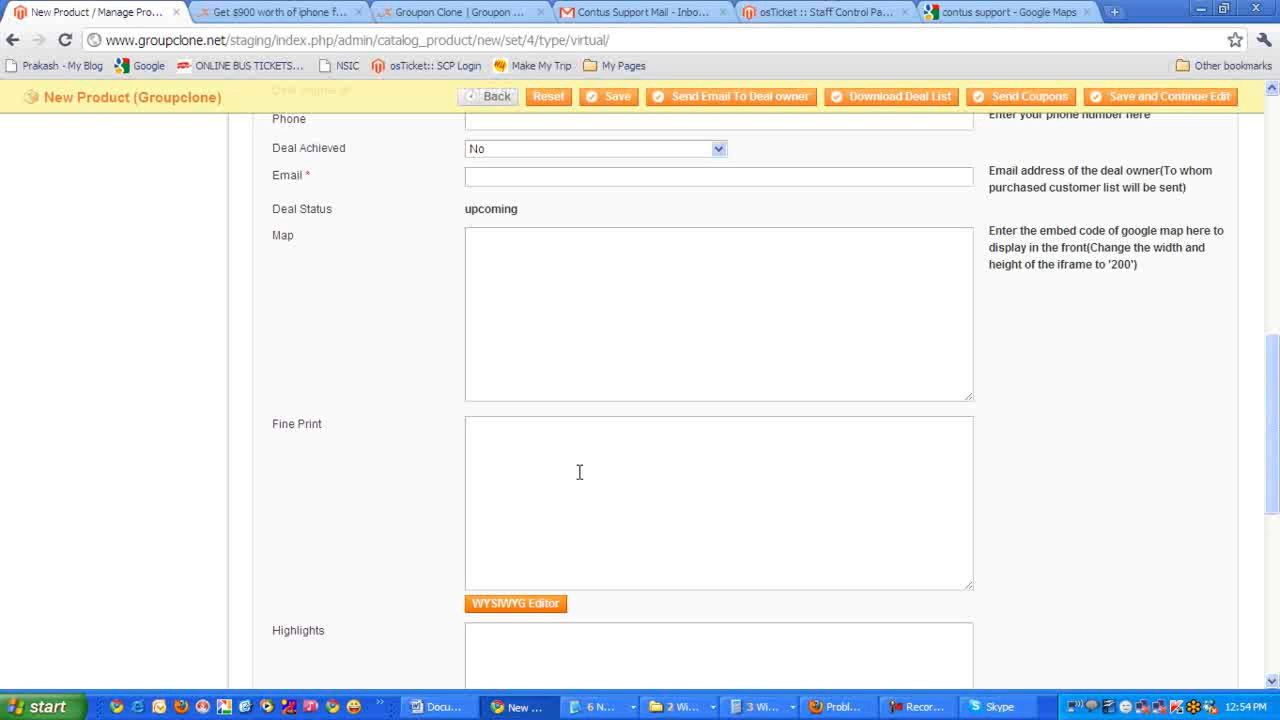 New Product / Manage Pro...
Get $900 worth of iphone f...
Groupon Clone | Groupon ...
Contus Support Mail - Inbo...
osTicket :: Staff Control Pa...
contus support - Google Maps
www.groupclone.net/staging/index.php/admin/catalog_product/new/set/4/type/virtual/
Prakash - My Blog
Google
ONLINE BUS TICKETS...
NSIC
osTicket:: SCP Login
Make My Trip
My Pages
Other bookmarks
New Product (Groupclone)
Back
Reset
Save
Send Email To Deal owner
Download Deal List
Send Coupons
Save and Continue Edit
Phone
Enter your phone number here
Deal Achieved
No
Email *
Email address of the deal owner(To whom
purchased customer list will be sent)
Deal Status
upcoming
Map
Enter the embed code of google map here to
display in the front(Change the width and
height of the iframe to '200')
Fine Print
WYSIWYG Editor
Highlights
start
Docu...
New ...
6 N...
2 Wi...
3 Wi...
Probl...
Recor...
Skype
12:54 PM